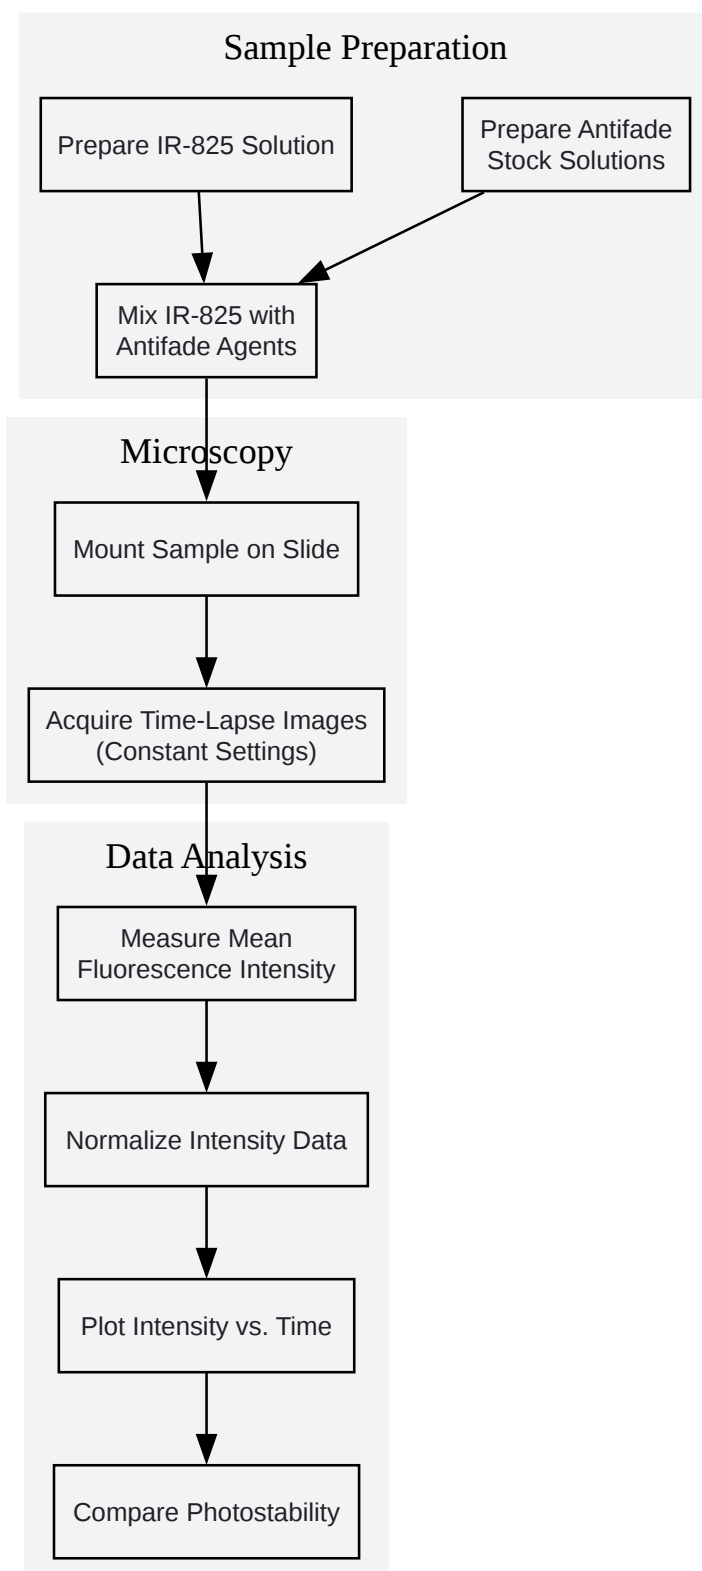 Sample Preparation
Prepare IR-825 Solution
Prepare Antifade
Stock Solutions
Mix IR-825 with
Antifade Agents
Microscopy
Mount Sample on Slide
Acquire Time-Lapse Images
(Constant Settings)
Data Analysis
Measure Mean
Fluorescence Intensity
Normalize Intensity Data
Plot Intensity vs. Time
Compare Photostability